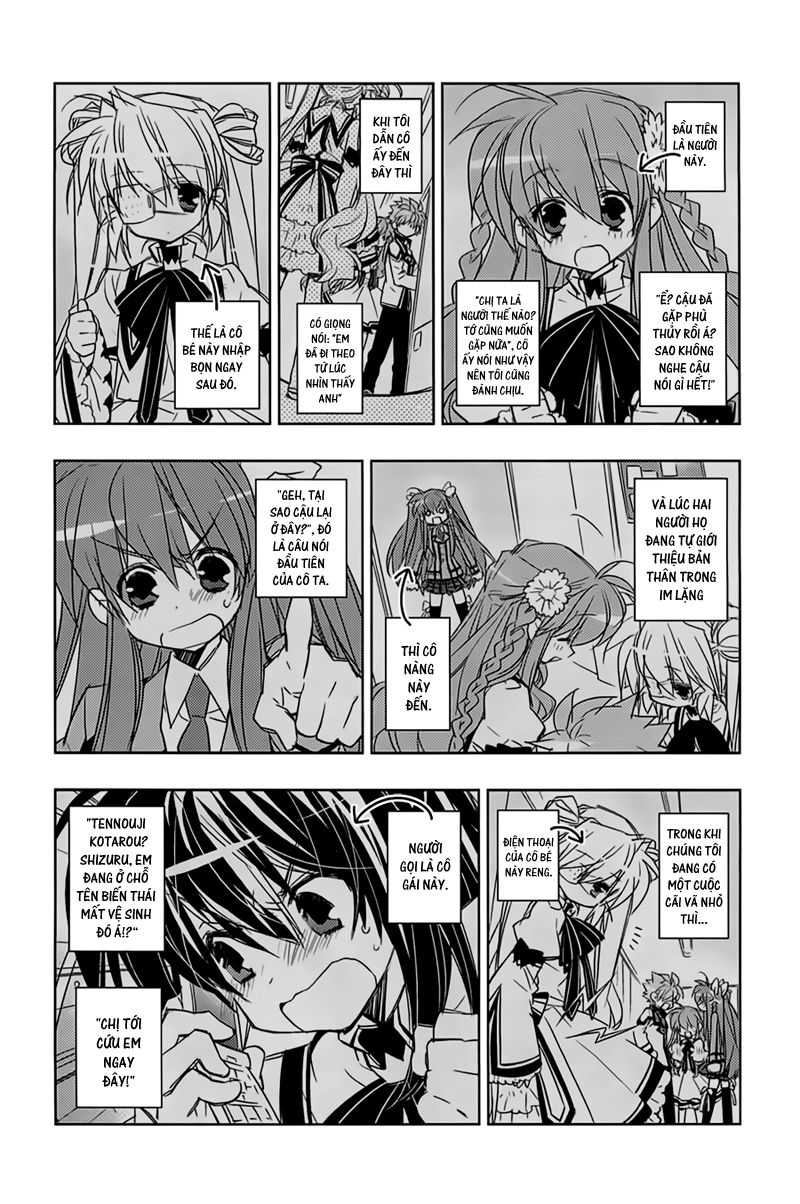 ĐẦU TIÊN
LÀ NGƯỜI
NÀY.
"Ể? CẬU ĐÃ
GẶP PHÙ
THỦY RỒI Á?
SAO KHÔNG
NGHE CẬU
NÓI GÌ HẾT!"
"CHỊ TA LÀ
NGƯỜI THẾ NÀO?
TỚ CŨNG MUỐN
GẶP NỮA", CÔ
ẤY NÓI NHƯ VẬY
NÊN TÔI CŨNG
ĐÀNH CHỊU.
KHI TÔI
DẪN CÔ
ẤY ĐẾN
ĐÂY THÌ
CÓ GIỌNG
NÓI: "EM
ĐÃ ĐI THEO
TỪ LÚC
NHÌN THẤY
ANH"
THẾ LÀ CÔ
BÉ NÀY NHẬP
BỌN NGAY
SAU ĐÓ.
VÀ LÚC HAI
NGƯỜI HỌ
ĐANG TỰ GIỚI
THIỆU BẢN
THÂN TRONG
IM LẶNG
THÌ CÔ
NÀNG
NÀY
ĐẾN.
"GEH, TẠI
SAO CẬU LẠI
Ở ĐÂY?", ĐÓ
LÀ CÂU NÓI
ĐẦU TIÊN
CỦA CÔ TA.
TRONG KHI
CHÚNG TÔI
ĐANG CÓ
MỘT CUỘC
CÃI VÃ NHỎ
THÌ...
ĐIỆN THOẠI
CỦA CÔ BÉ
NÀY RENG.
NGƯỜI
GỌI LÀ CÔ
GÁI NÀY.
"TENNOUJI
KOTAROU?
SHIZURU, EM
ĐANG Ở CHỖ
TÊN BIẾN THÁI
MẤT VỆ SINH
ĐÓ Á!?"
"CHỊ TỚI
CỨU EM
NGAY
ĐÂY!"